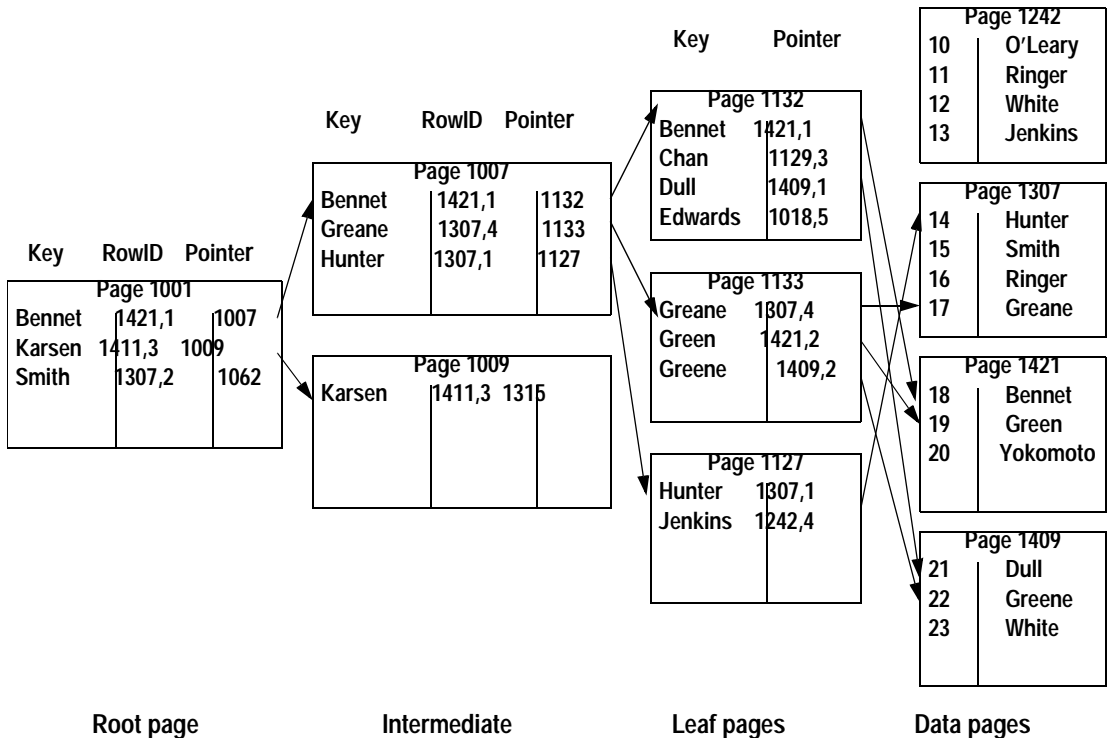 Key RowID Pointer
Page 1001
Bennet 1421,1 1007
Karsen 1411,3 1009
Smith 1307,2 1062
Root page
Key RowID Pointer
Page 1007
Bennet 1421,1 1132
Greane 1307,4 1133
Hunter 1307,1 1127
Page 1009
Karsen 1411,3 1315
Intermediate
Key Pointer
Page 1132
Bennet 1421,1
Chan 1129,3
Dull 1409,1
Edwards 1018,5
Page 1133
Greane 1307,4
Green 1421,2
Greene 1409,2
Page 1127
Hunter 1307,1
Jenkins 1242,4
Leaf pages
Page 1242
10 O'Leary
11 Ringer
12 White
13 Jenkins
Page 1307
14 Hunter
15 Smith
16 Ringer
17 Greane
Page 1421
18 Bennet
19 Green
20 Yokomoto
Page 1409
21 Dull
22 Greene
23 White
Data pages